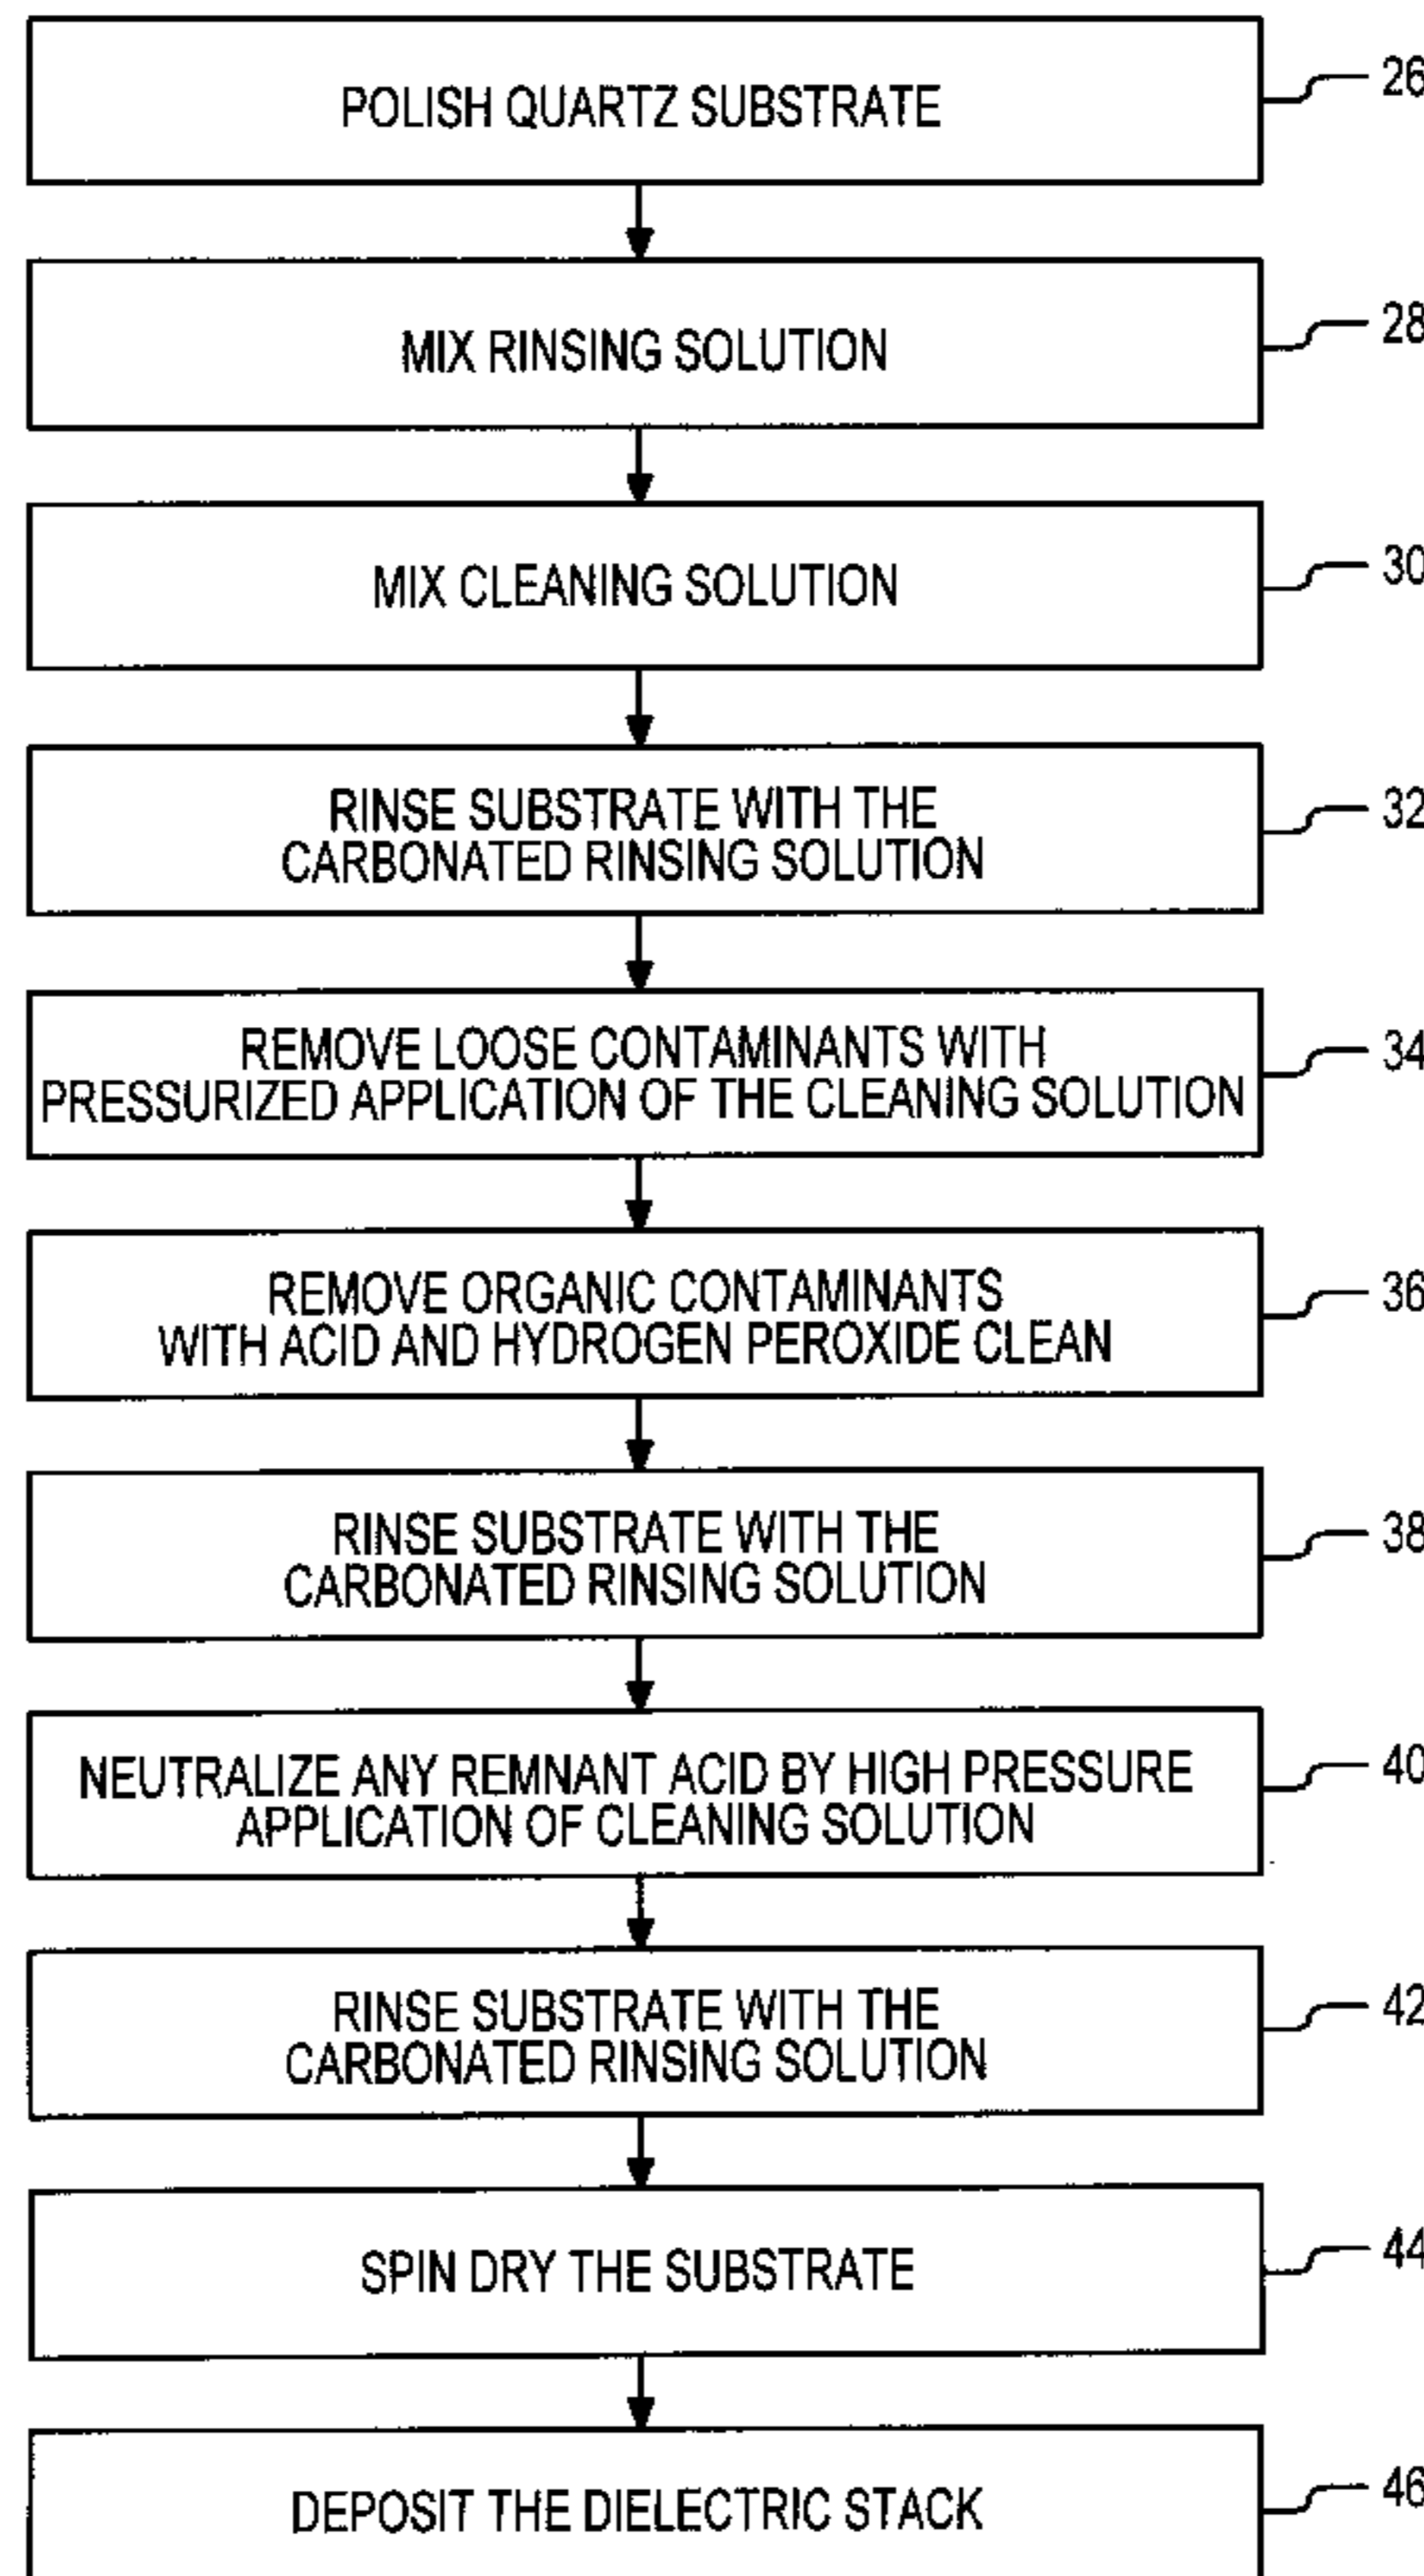 POLISH QUARTZ SUBSTRATE
26
MIX RINSING SOLUTION
28
MIX CLEANING SOLUTION
30
RINSE SUBSTRATE WITH THE
CARBONATED RINSING SOLUTION
32
REMOVE LOOSE CONTAMINANTS WITH
PRESSURIZED APPLICATION OF THE CLEANING SOLUTION
34
REMOVE ORGANIC CONTAMINANTS
WITH ACID AND HYDROGEN PEROXIDE CLEAN
36
RINSE SUBSTRATE WITH THE
CARBONATED RINSING SOLUTION
38
NEUTRALIZE ANY REMNANT ACID BY HIGH PRESSURE
APPLICATION OF CLEANING SOLUTION
40
RINSE SUBSTRATE WITH THE
CARBONATED RINSING SOLUTION
42
SPIN DRY THE SUBSTRATE
44
DEPOSIT THE DIELECTRIC STACK
46